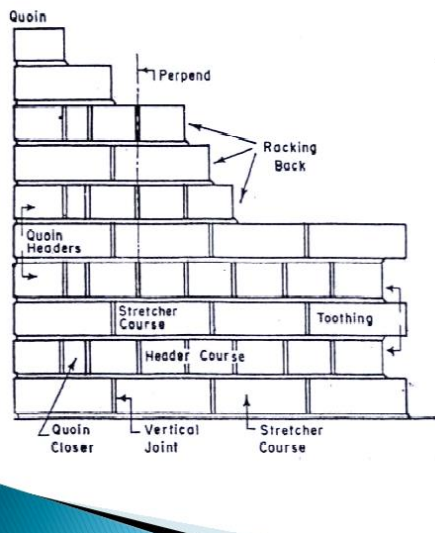 Quoin
Perpend
Racking
Back
Quoin
Headers
Stretcher
Course
Toothing
Header Course
Quoin
Closer
Vertical
Joint
Stretcher
Course